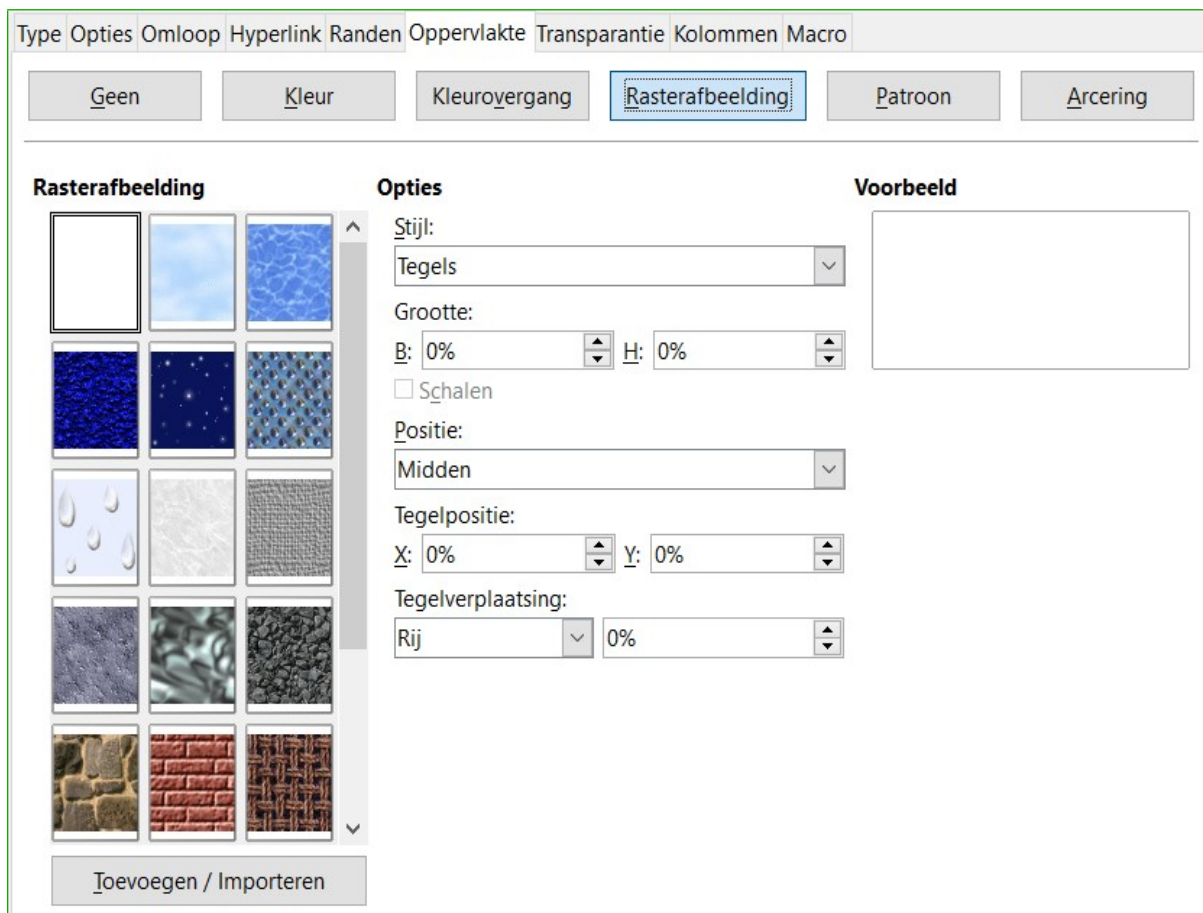 Type Opties Omloop Hyperlink Randen Oppervlakte Transparantie Kolommen Macro
Geen Kleur Kleurovergang Rasterafbeelding Patroon Arcering
Rasterafbeelding
Opties
Voorbeeld
Stijl:
Tegels
Grootte:
B: 0% H: 0%
Schalen
Positie:
Midden
Tegelpositie:
X: 0% Y: 0%
Tegelverplaatsing:
Rij 0%
Toevoegen / Importeren